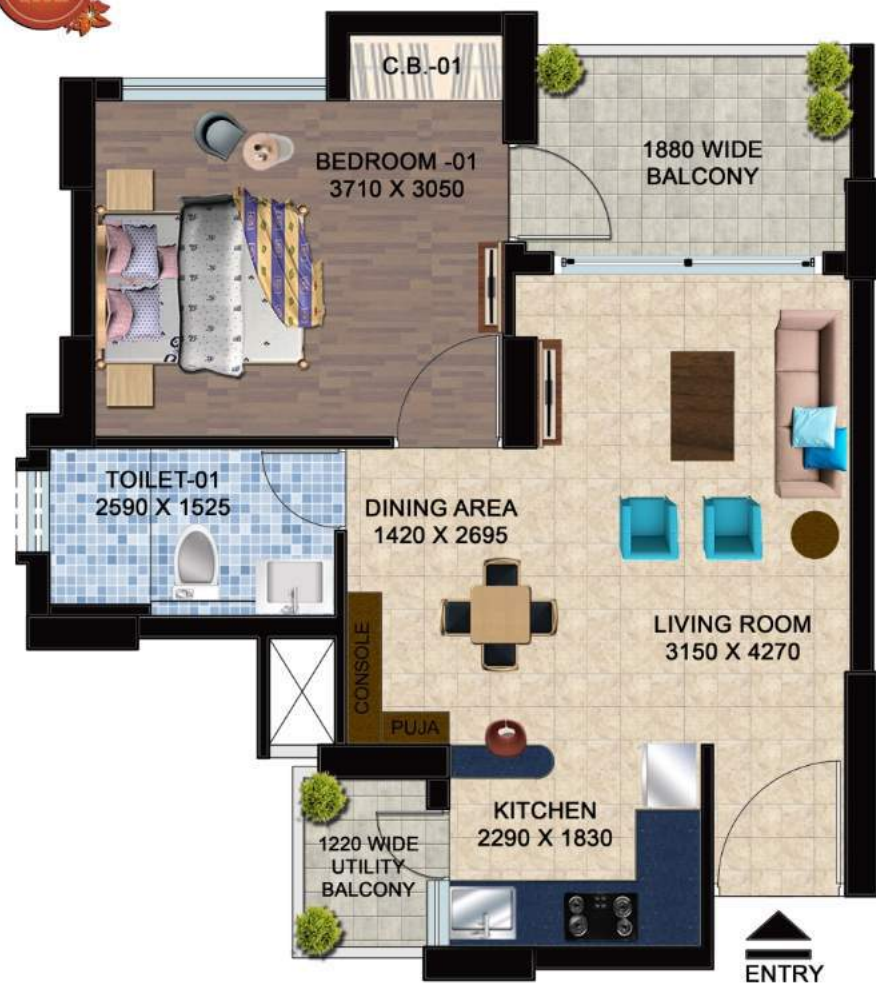 C.B.-01
BEDROOM -01
3710 X 3050
1880 WIDE
BALCONY
TOILET-01
2590 X 1525
DINING AREA
1420 X 2695
LIVING ROOM
3150 X 4270
CONSOLE
PUJA
KITCHEN
2290 X 1830
1220 WIDE
UTILITY
BALCONY
ENTRY